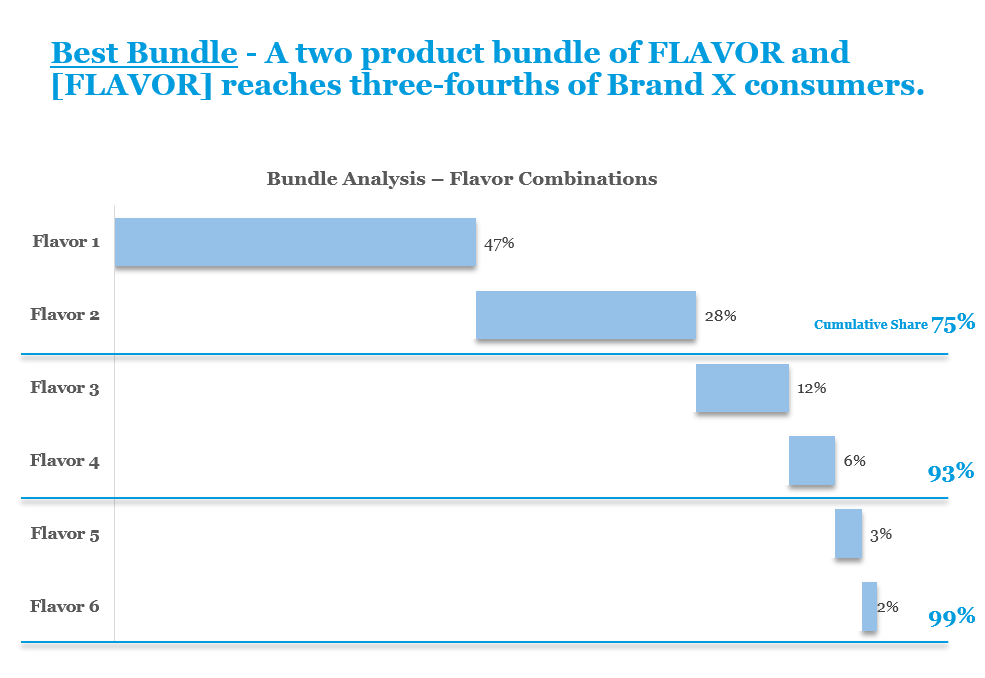 Best Bundle - A two product bundle of FLAVOR and
[FLAVOR] reaches three-fourths of Brand X consumers.
Bundle Analysis – Flavor Combinations
Flavor 1 47%
Flavor 2 28% Cumulative Share 75%
Flavor 3 12%
Flavor 4 6% 93%
Flavor 5 3%
Flavor 6 2% 99%